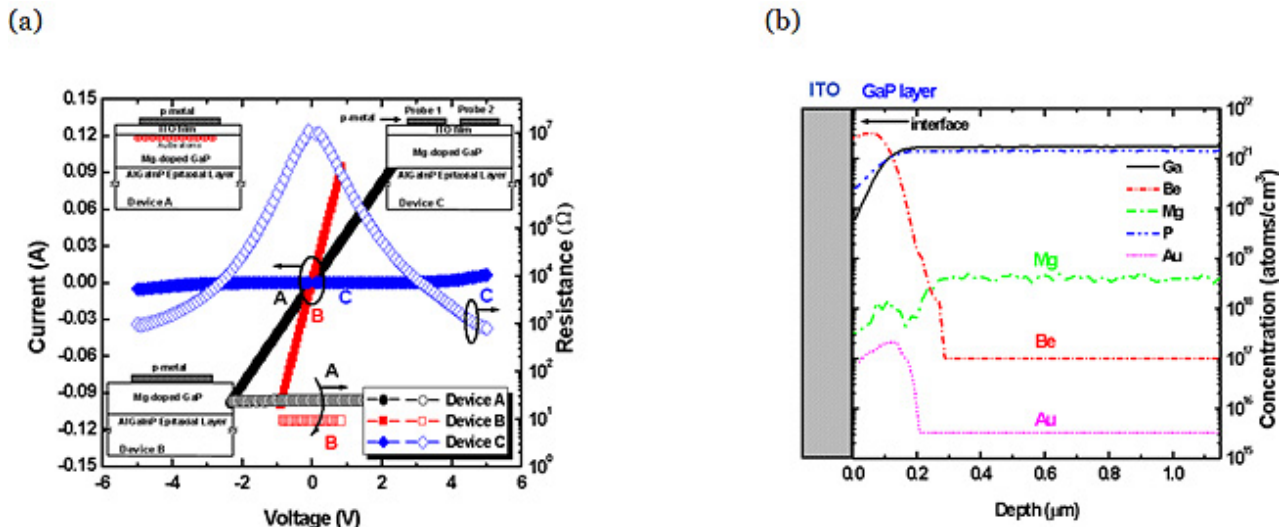 (a)
(b)
0.15
0.12
0.09
0.06
0.03
0.00
-0.03
-0.06
-0.09
-0.12
-0.15
Current (A)
-6 -4 -2 0 2 4 6
Voltage (V)
10⁷
10⁶
10⁵
10⁴
10³
10²
10¹
10⁰
Resistance (Ω)
p-metal
ITO film
Mg-doped GaP
AlGaInP Epitaxial Layer
Device A
Probe 1 Probe 2
p-metal
ITO film
Mg-doped GaP
AlGaInP Epitaxial Layer
Device C
A
B
C
C
p-metal
Mg-doped GaP
AlGaInP Epitaxial Layer
Device B
A
B
Device A
Device B
Device C
ITO
GaP layer
interface
Ga
Be
Mg
P
Au
Mg
Be
Au
10²²
10²¹
10²⁰
10¹⁹
10¹⁸
10¹⁷
10¹⁶
10¹⁵
Concentration (atoms/cm³)
0.0 0.2 0.4 0.6 0.8 1.0
Depth (μm)